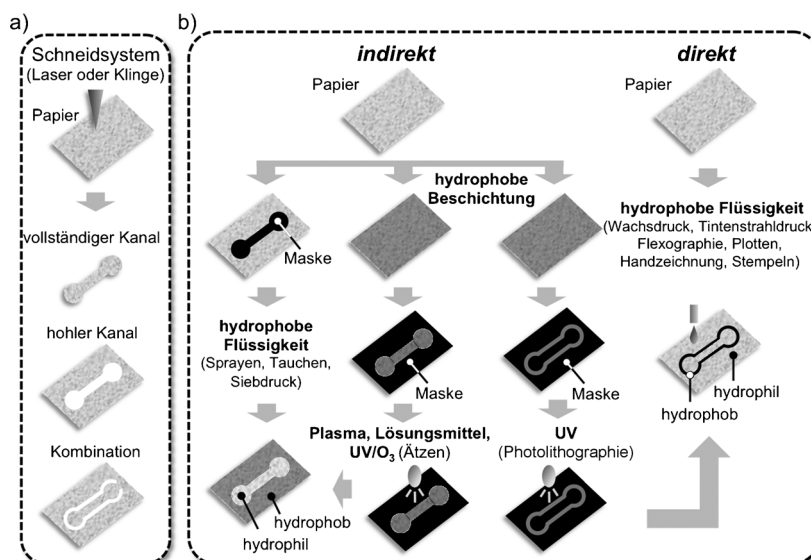 a)
Schneidsystem
(Laser oder Klinge)
Papier
vollständiger Kanal
hohler Kanal
Kombination
b)
indirekt
Papier
hydrophobe
Beschichtung
Maske
hydrophobe
Flüssigkeit
(Sprayen, Tauchen,
Siebdruck)
Maske
Maske
Plasma, Lösungsmittel,
UV/O₃ (Ätzen)
UV
(Photolithographie)
hydrophob
hydrophil
direkt
Papier
hydrophobe Flüssigkeit
(Wachsdruck, Tintenstrahldruck
Flexographie, Plotten,
Handzeichnung, Stempeln)
hydrophil
hydrophob